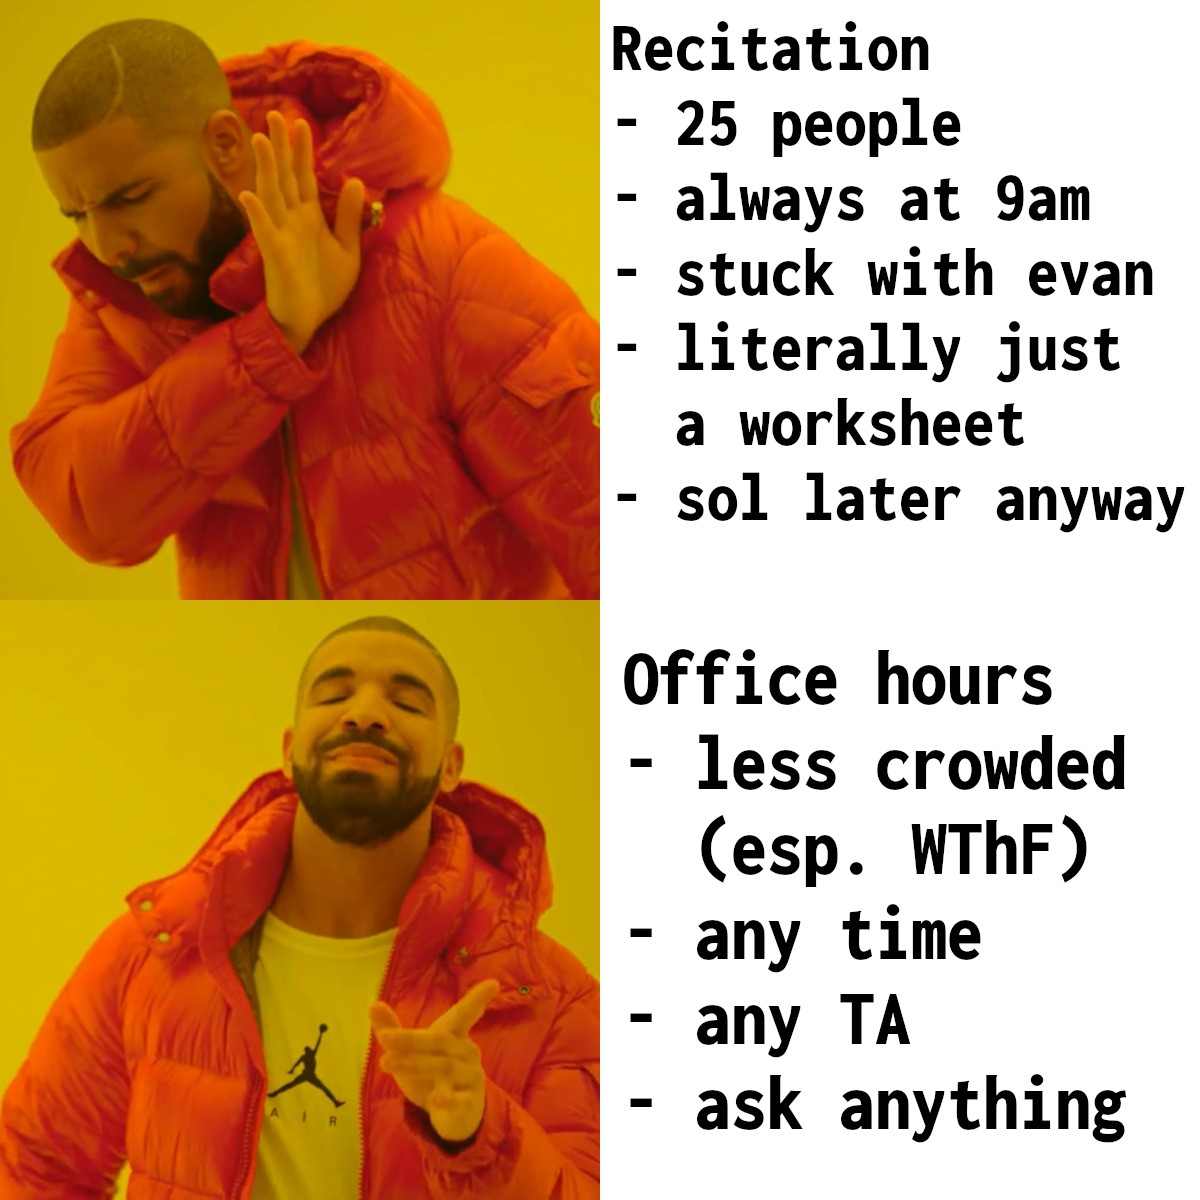 Recitation
- 25 people
- always at 9am
- stuck with evan
- literally just
a worksheet
- sol later anyway
Office hours
- less crowded
(esp. WThF)
- any time
- any TA
- ask anything
AIR